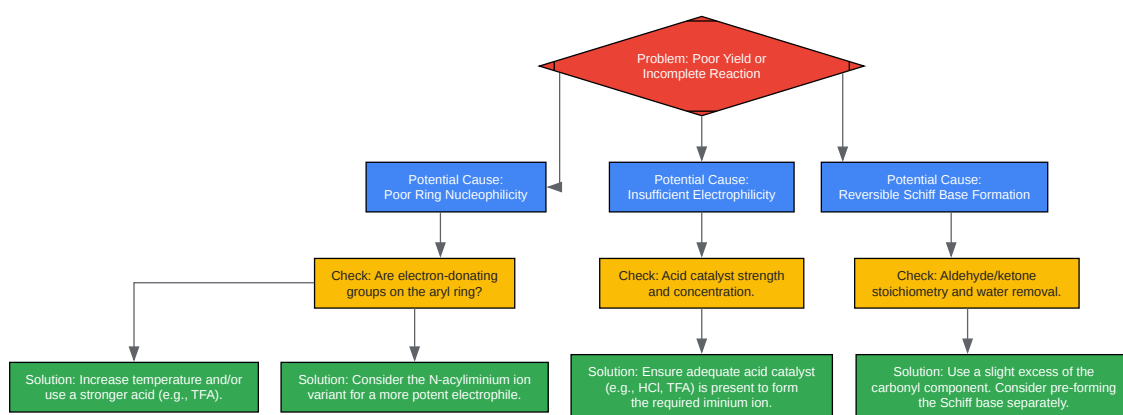 Problem: Poor Yield or
Incomplete Reaction
Potential Cause:
Poor Ring Nucleophilicity
Potential Cause:
Insufficient Electrophilicity
Potential Cause:
Reversible Schiff Base Formation
Check: Are electron-donating
groups on the aryl ring?
Check: Acid catalyst strength
and concentration.
Check: Aldehyde/ketone
stoichiometry and water removal.
Solution: Increase temperature and/or
use a stronger acid (e.g., TFA).
Solution: Consider the N-acyliminium ion
variant for a more potent electrophile.
Solution: Ensure adequate acid catalyst
(e.g., HCl, TFA) is present to form
the required iminium ion.
Solution: Use a slight excess of the
carbonyl component. Consider pre-forming
the Schiff base separately.